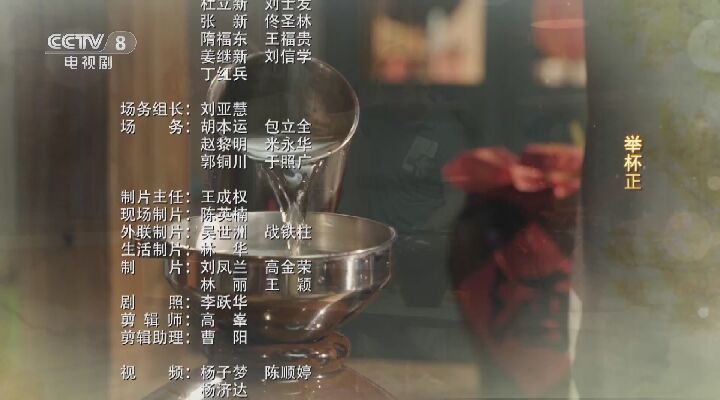 CCTV 8
电视剧
杜立新 刘士发
张新 佟圣林
隋福东 王福贵
姜继新 刘信学
丁红兵
场务组长：刘亚慧
场务：胡本运 包立全
赵黎明 米永华
郭铜川 于照广
制片主任：王成权
现场制片：陈英楠
外联制片：吴世洲 战铁柱
生活制片：林华
制片：刘凤兰 高金荣
林丽 王颖
剧照：李跃华
剪辑师：高峯
剪辑助理：曹阳
视频：杨子梦 陈顺婷
杨济达
举杯正